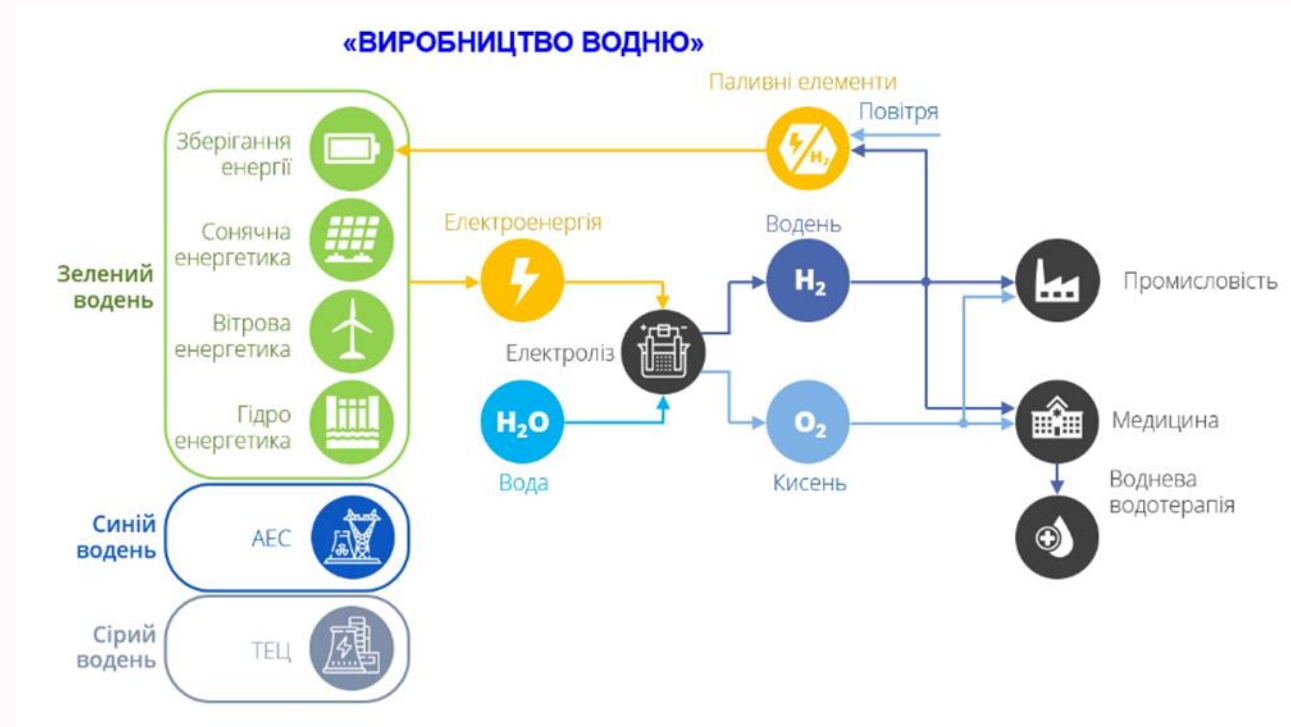 «ВИРОБНИЦТВО ВОДНЮ»
Паливні елементи
Повітря
H₂
Зберігання
енергії
Сонячна
енергетика
Вітрова
енергетика
Гідро
енергетика
Зелений
водень
Електроенергія
Водень
H₂
Промисловість
Електроліз
H₂O
Вода
O₂
Кисень
Медицина
Воднева
водотерапія
Синій
водень
АЕС
Сірий
водень
ТЕЦ